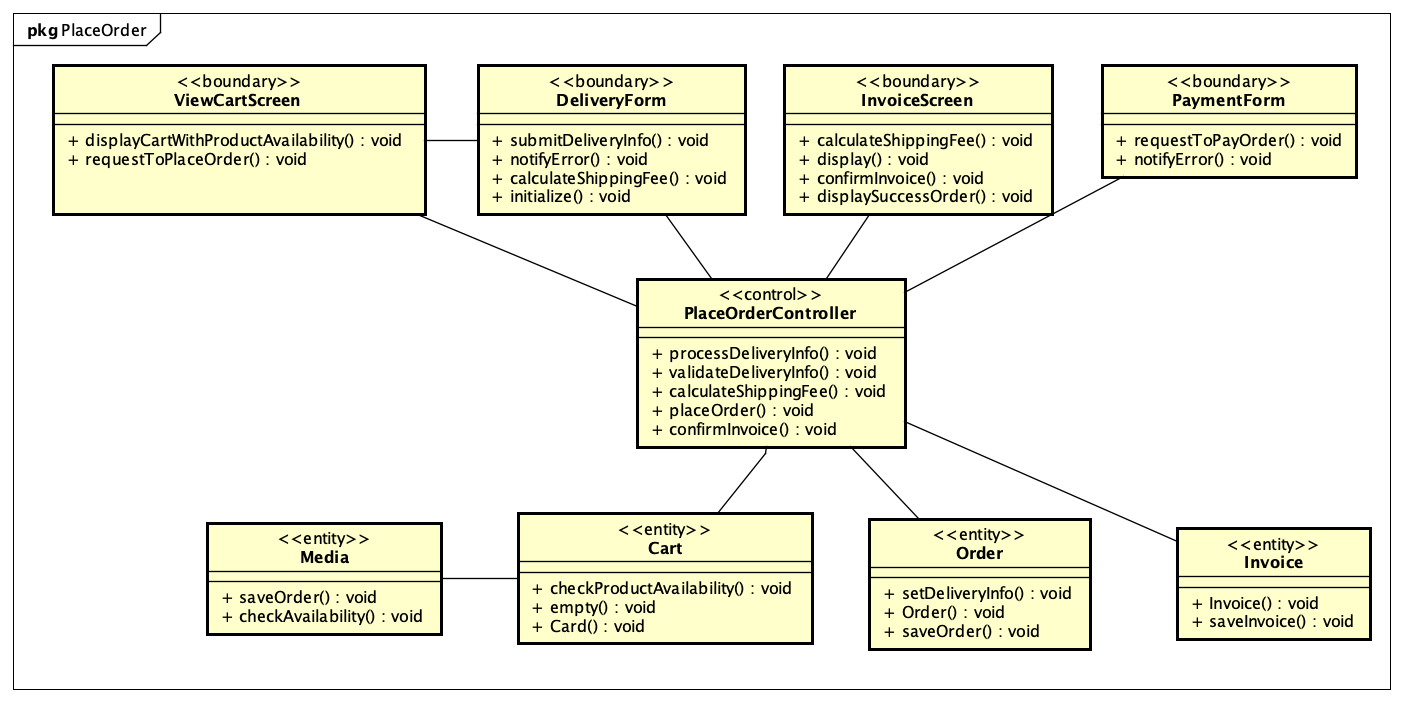 pkg PlaceOrder
<<boundary>>
ViewCartScreen
+ displayCartWithProductAvailability() : void
+ requestToPlaceOrder() : void
<<boundary>>
DeliveryForm
+ submitDeliveryInfo() : void
+ notifyError() : void
+ calculateShippingFee() : void
+ initialize() : void
<<boundary>>
InvoiceScreen
+ calculateShippingFee() : void
+ display() : void
+ confirmInvoice() : void
+ displaySuccessOrder() : void
<<boundary>>
PaymentForm
+ requestToPayOrder() : void
+ notifyError() : void
<<control>>
PlaceOrderController
+ processDeliveryInfo() : void
+ validateDeliveryInfo() : void
+ calculateShippingFee() : void
+ placeOrder() : void
+ confirmInvoice() : void
<<entity>>
Media
+ saveOrder() : void
+ checkAvailability() : void
<<entity>>
Cart
+ checkProductAvailability() : void
+ empty() : void
+ Card() : void
<<entity>>
Order
+ setDeliveryInfo() : void
+ Order() : void
+ saveOrder() : void
<<entity>>
Invoice
+ Invoice() : void
+ saveInvoice() : void